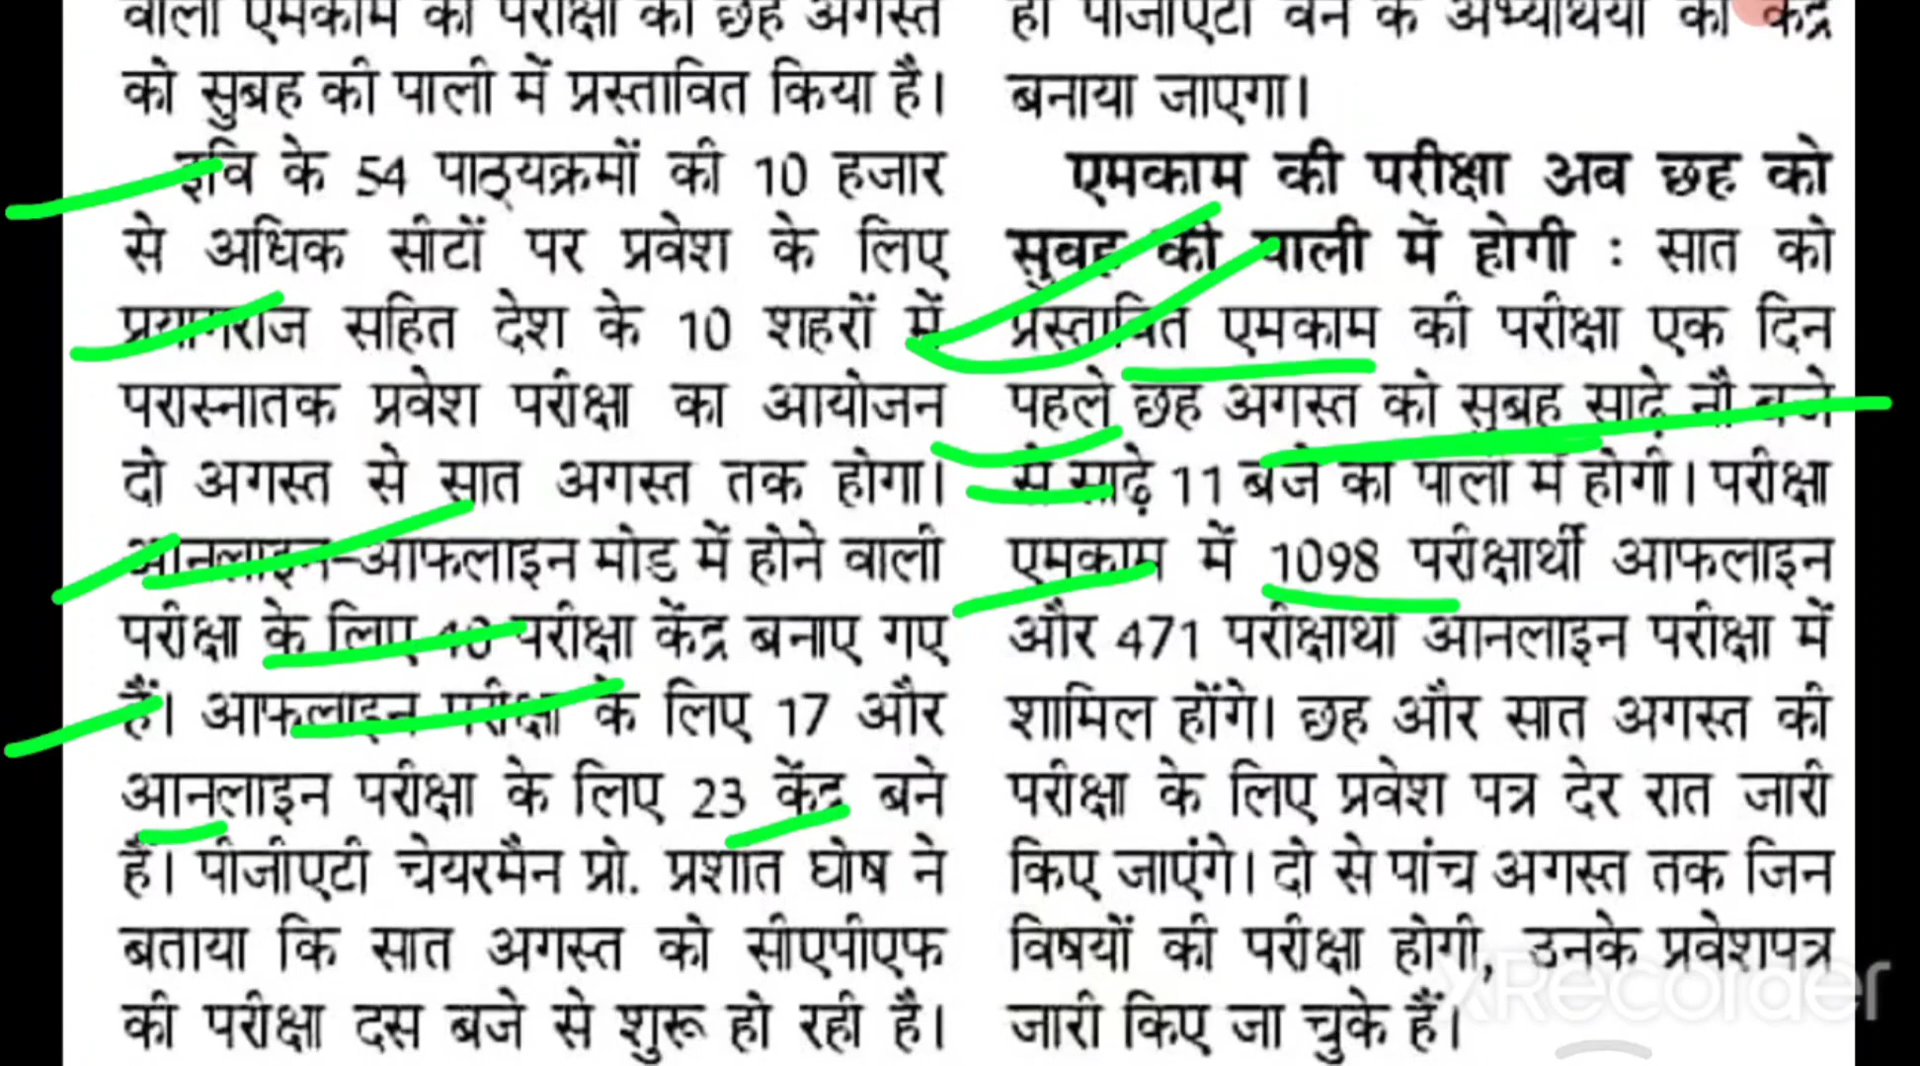 वाली एमकाम की परीक्षा को छह अगस्त
को सुबह की पाली में प्रस्तावित किया है।
इवि के 54 पाठ्यक्रमों की 10 हजार
से अधिक सीटों पर प्रवेश के लिए
प्रयागराज सहित देश के 10 शहरों में
परास्नातक प्रवेश परीक्षा का आयोजन
दो अगस्त से सात अगस्त तक होगा।
आनलाइन-आफलाइन मोड में होने वाली
परीक्षा के लिए 40 परीक्षा केंद्र बनाए गए
हैं। आफलाइन परीक्षा के लिए 17 और
आनलाइन परीक्षा के लिए 23 केंद्र बने
हैं। पीजीएटी चेयरमैन प्रो. प्रशांत घोष ने
बताया कि सात अगस्त को सीएपीएफ
की परीक्षा दस बजे से शुरू हो रही है।
ही पीजीएटी वन के अभ्यर्थियों का केंद्र
बनाया जाएगा।
एमकाम की परीक्षा अब छह को
सुबह की पाली में होगी : सात को
प्रस्तावित एमकाम की परीक्षा एक दिन
पहले छह अगस्त को सुबह साढ़े नौ बजे
से साढ़े 11 बजे की पाली में होगी। परीक्षा
एमकाम में 1098 परीक्षार्थी आफलाइन
और 471 परीक्षार्थी आनलाइन परीक्षा में
शामिल होंगे। छह और सात अगस्त की
परीक्षा के लिए प्रवेश पत्र देर रात जारी
किए जाएंगे। दो से पांच अगस्त तक जिन
विषयों की परीक्षा होगी, उनके प्रवेशपत्र
जारी किए जा चुके हैं।
XRecorder